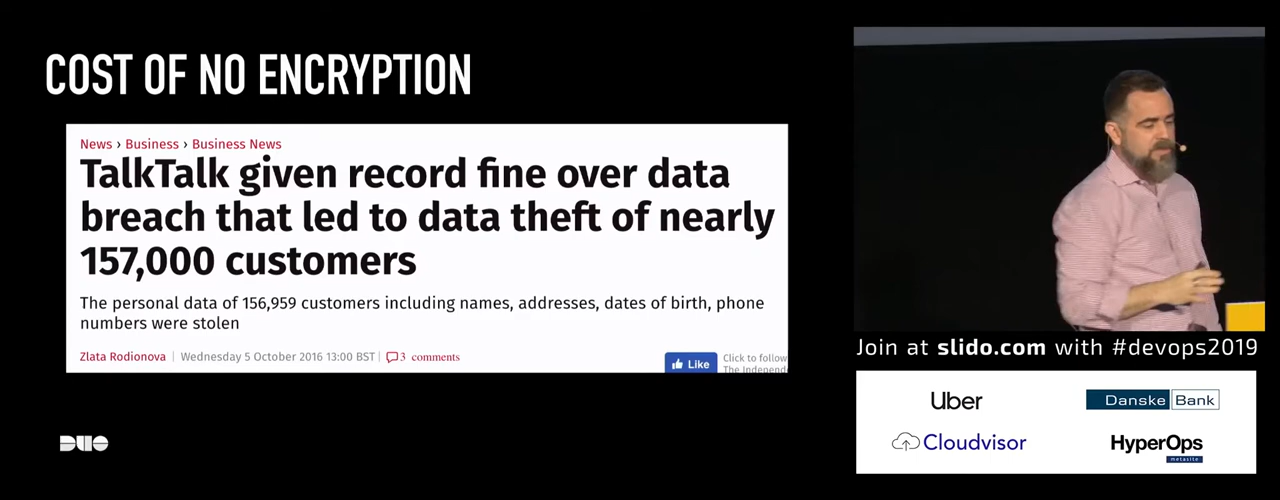 COST OF NO ENCRYPTION
News › Business › Business News
TalkTalk given record fine over data
breach that led to data theft of nearly
157,000 customers
The personal data of 156,959 customers including names, addresses, dates of birth, phone
numbers were stolen
Zlata Rodionova | Wednesday 5 October 2016 13:00 BST | 3 comments
Like
Click to follow
The Independ
DUO
Join at slido.com with #devops2019
Uber
Danske Bank
Cloudvisor
HyperOps
metasite